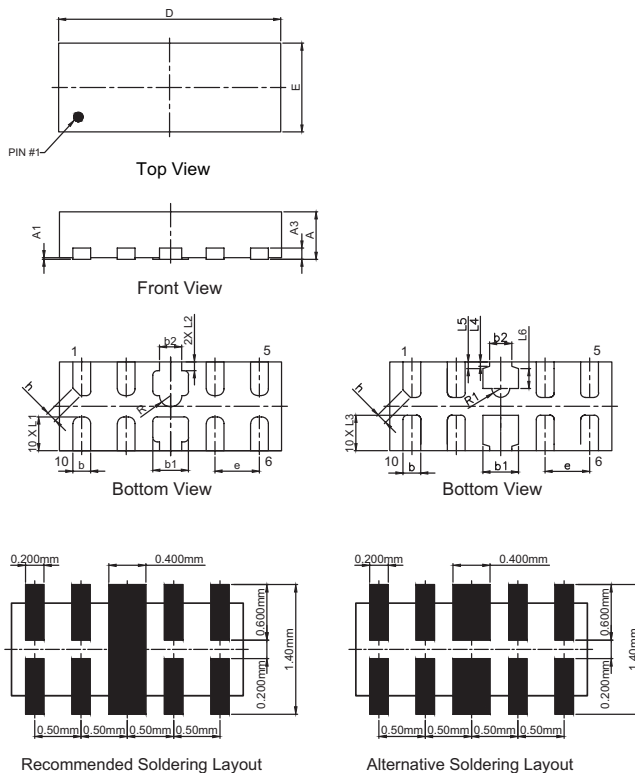 D
E
PIN #1
Top View
A1
A3
A
Front View
b2
2X L2
1
5
h
R
10 X L1
10
b
b1
e
6
Bottom View
L5
L4
b2
L6
1
5
h
R1
10 X L3
10
b
b1
e
6
Bottom View
0.200mm
0.400mm
0.600mm
0.200mm
1.40mm
0.50mm
0.50mm
0.50mm
0.50mm
Recommended Soldering Layout
0.200mm
0.400mm
0.600mm
0.200mm
1.40mm
0.50mm
0.50mm
0.50mm
0.50mm
Alternative Soldering Layout